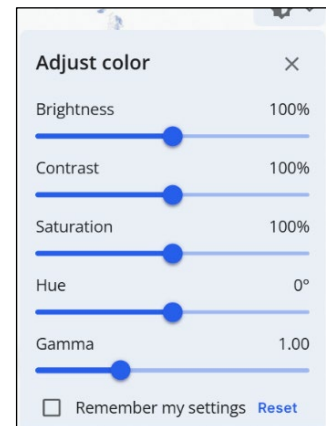 Adjust color
Brightness 100%
Contrast 100%
Saturation 100%
Hue 0°
Gamma 1.00
Remember my settings Reset